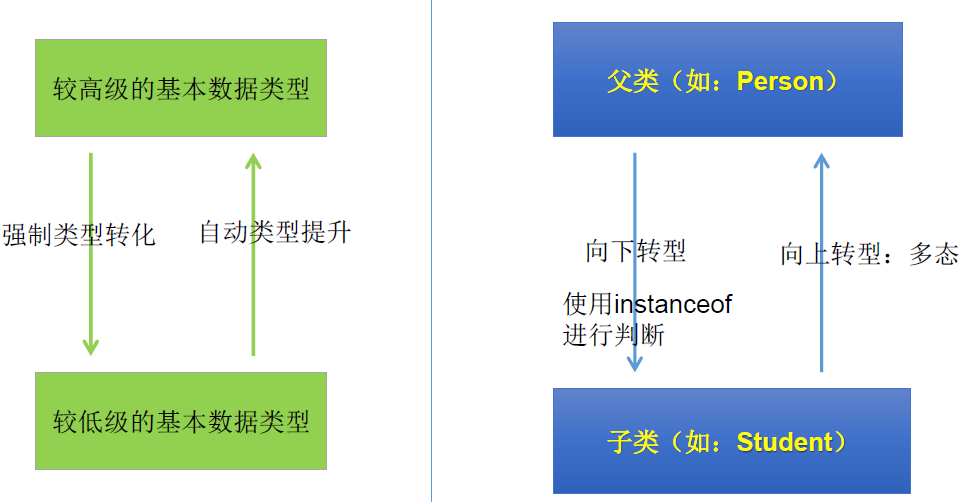 较高级的基本数据类型
强制类型转化
自动类型提升
较低级的基本数据类型
父类（如：Person）
向下转型
使用instanceof
进行判断
向上转型：多态
子类（如：Student）